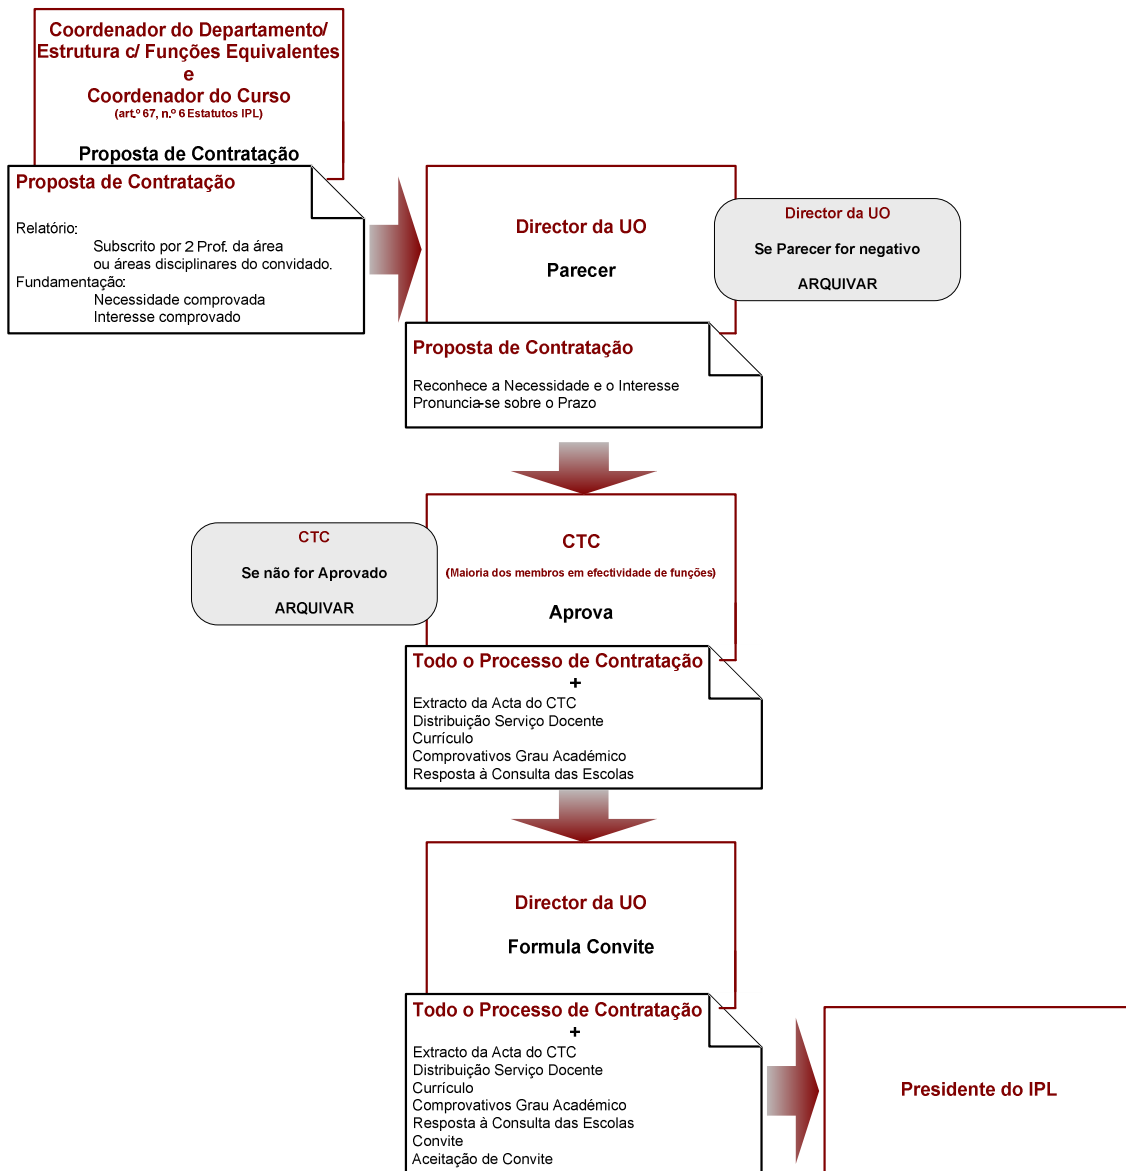 Coordenador do Departamento/
Estrutura c/ Funções Equivalentes
e
Coordenador do Curso
(art.º 67, n.º 6 Estatutos IPL)
Proposta de Contratação
Proposta de Contratação
Relatório:
Subscrito por 2 Prof. da área
ou áreas disciplinares do convidado.
Fundamentação:
Necessidade comprovada
Interesse comprovado
Director da UO
Parecer
Director da UO
Se Parecer for negativo
ARQUIVAR
Proposta de Contratação
Reconhece a Necessidade e o Interesse
Pronuncia-se sobre o Prazo
CTC
Se não for Aprovado
ARQUIVAR
CTC
(Maioria dos membros em efectividade de funções)
Aprova
Todo o Processo de Contratação
+
Extracto da Acta do CTC
Distribuição Serviço Docente
Currículo
Comprovativos Grau Académico
Resposta à Consulta das Escolas
Director da UO
Formula Convite
Todo o Processo de Contratação
+
Extracto da Acta do CTC
Distribuição Serviço Docente
Currículo
Comprovativos Grau Académico
Resposta à Consulta das Escolas
Convite
Aceitação de Convite
Presidente do IPL